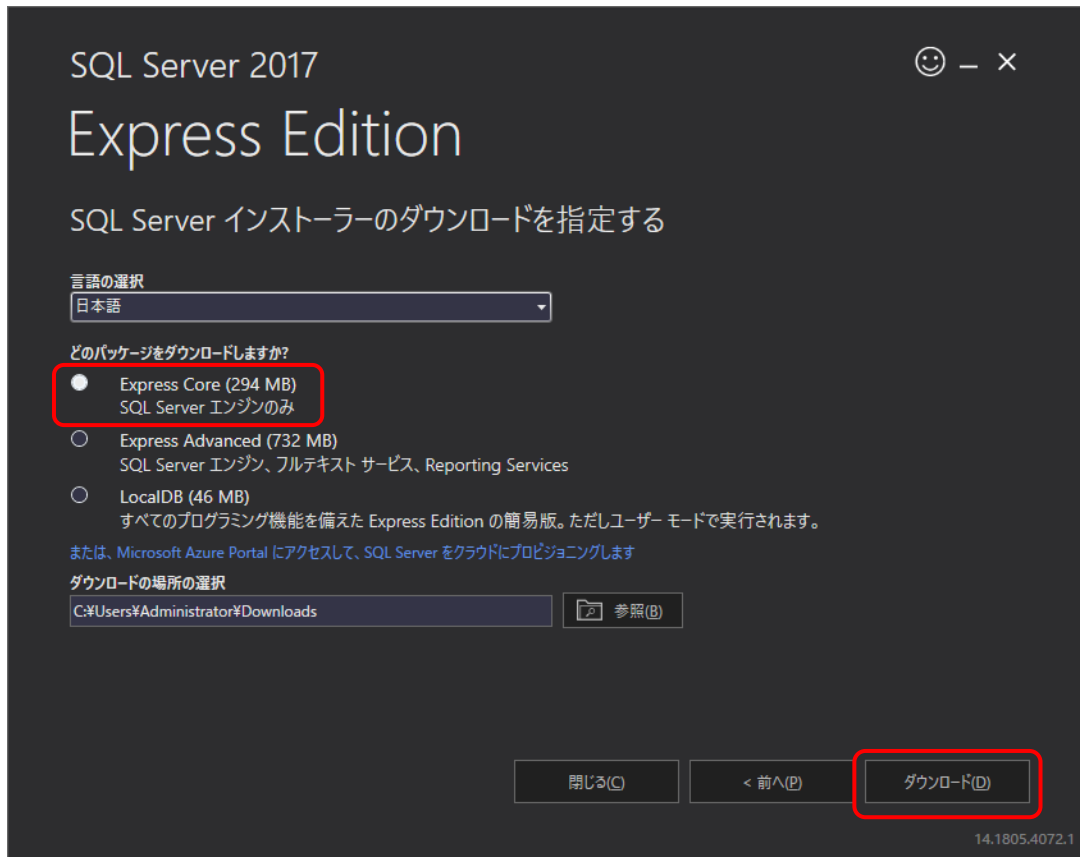 SQL Server 2017
Express Edition
SQL Server インストーラーのダウンロードを指定する
言語の選択
日本語
どのパッケージをダウンロードしますか?
Express Core (294 MB)
SQL Server エンジンのみ
Express Advanced (732 MB)
SQL Server エンジン、フルテキスト サービス、Reporting Services
LocalDB (46 MB)
すべてのプログラミング機能を備えた Express Edition の簡易版。ただしユーザー モードで実行されます。
または、Microsoft Azure Portal にアクセスして、SQL Server をクラウドにプロビジョニングします
ダウンロードの場所の選択
C:¥Users¥Administrator¥Downloads
参照(B)
閉じる(C)
< 前へ(P)
ダウンロード(D)
14.1805.4072.1